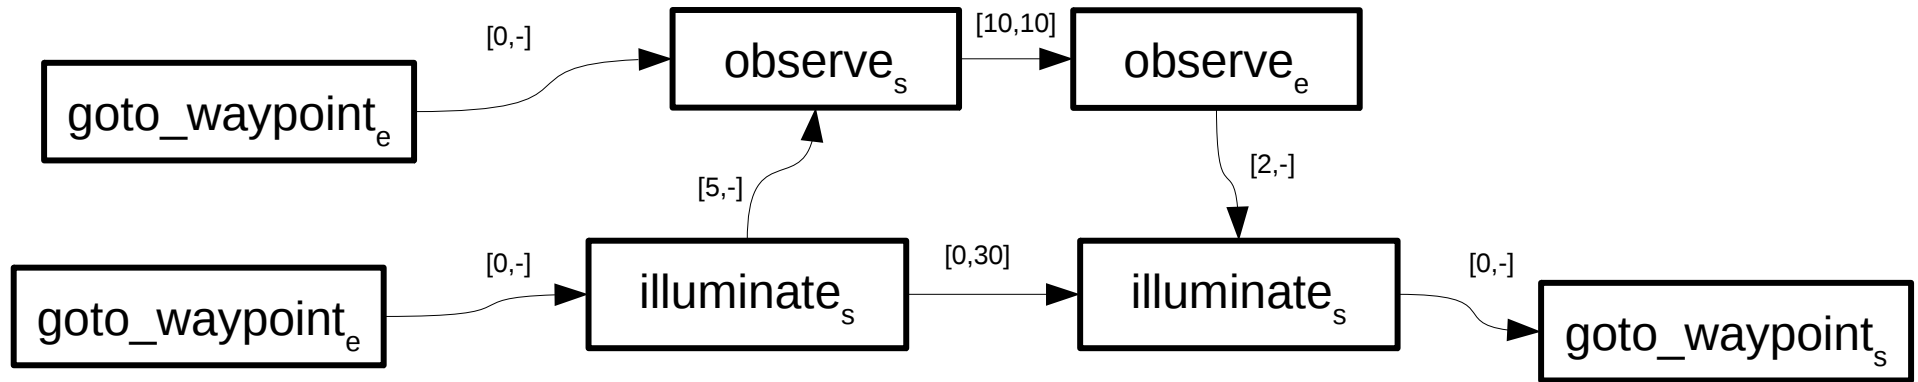 [0,-]
observe_s
[10,10]
observe_e
goto_waypoint_e
[5,-]
[2,-]
[0,-]
illuminate_s
[0,30]
illuminate_s
[0,-]
goto_waypoint_e
goto_waypoint_s